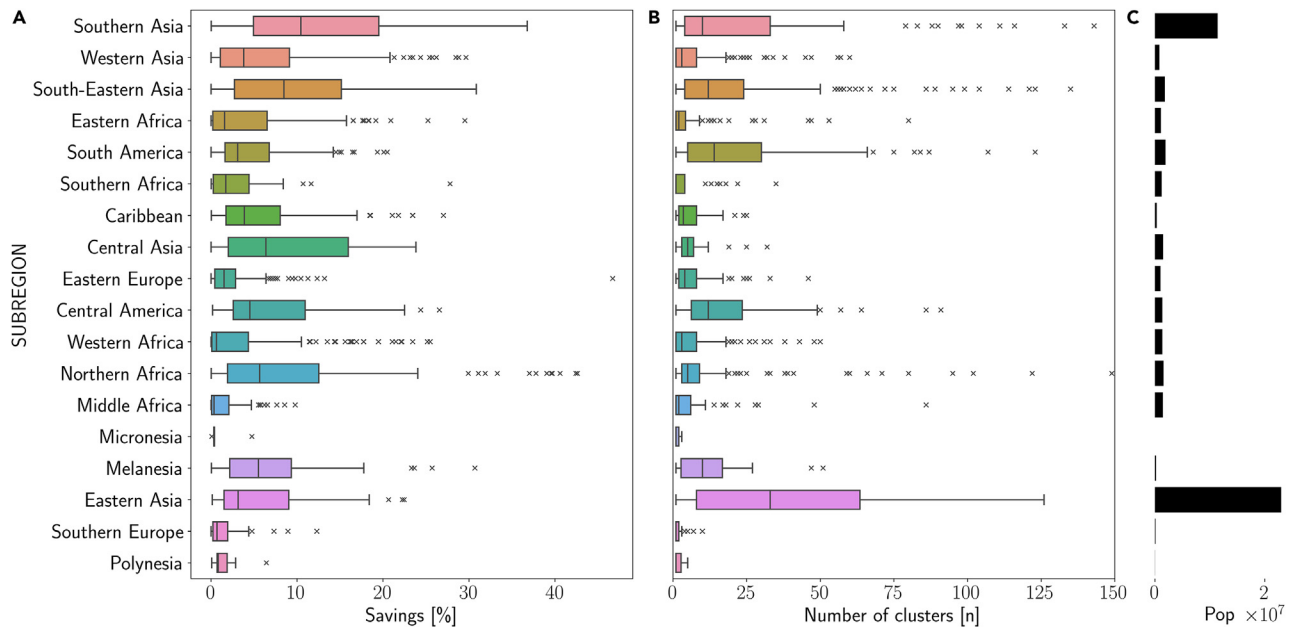 A
B
C
SUBREGION
Southern Asia
Western Asia
South-Eastern Asia
Eastern Africa
South America
Southern Africa
Caribbean
Central Asia
Eastern Europe
Central America
Western Africa
Northern Africa
Middle Africa
Micronesia
Melanesia
Eastern Asia
Southern Europe
Polynesia
0 10 20 30 40
Savings [%]
0 25 50 75 100 125 150
Number of clusters [n]
0 2
Pop ×10⁷